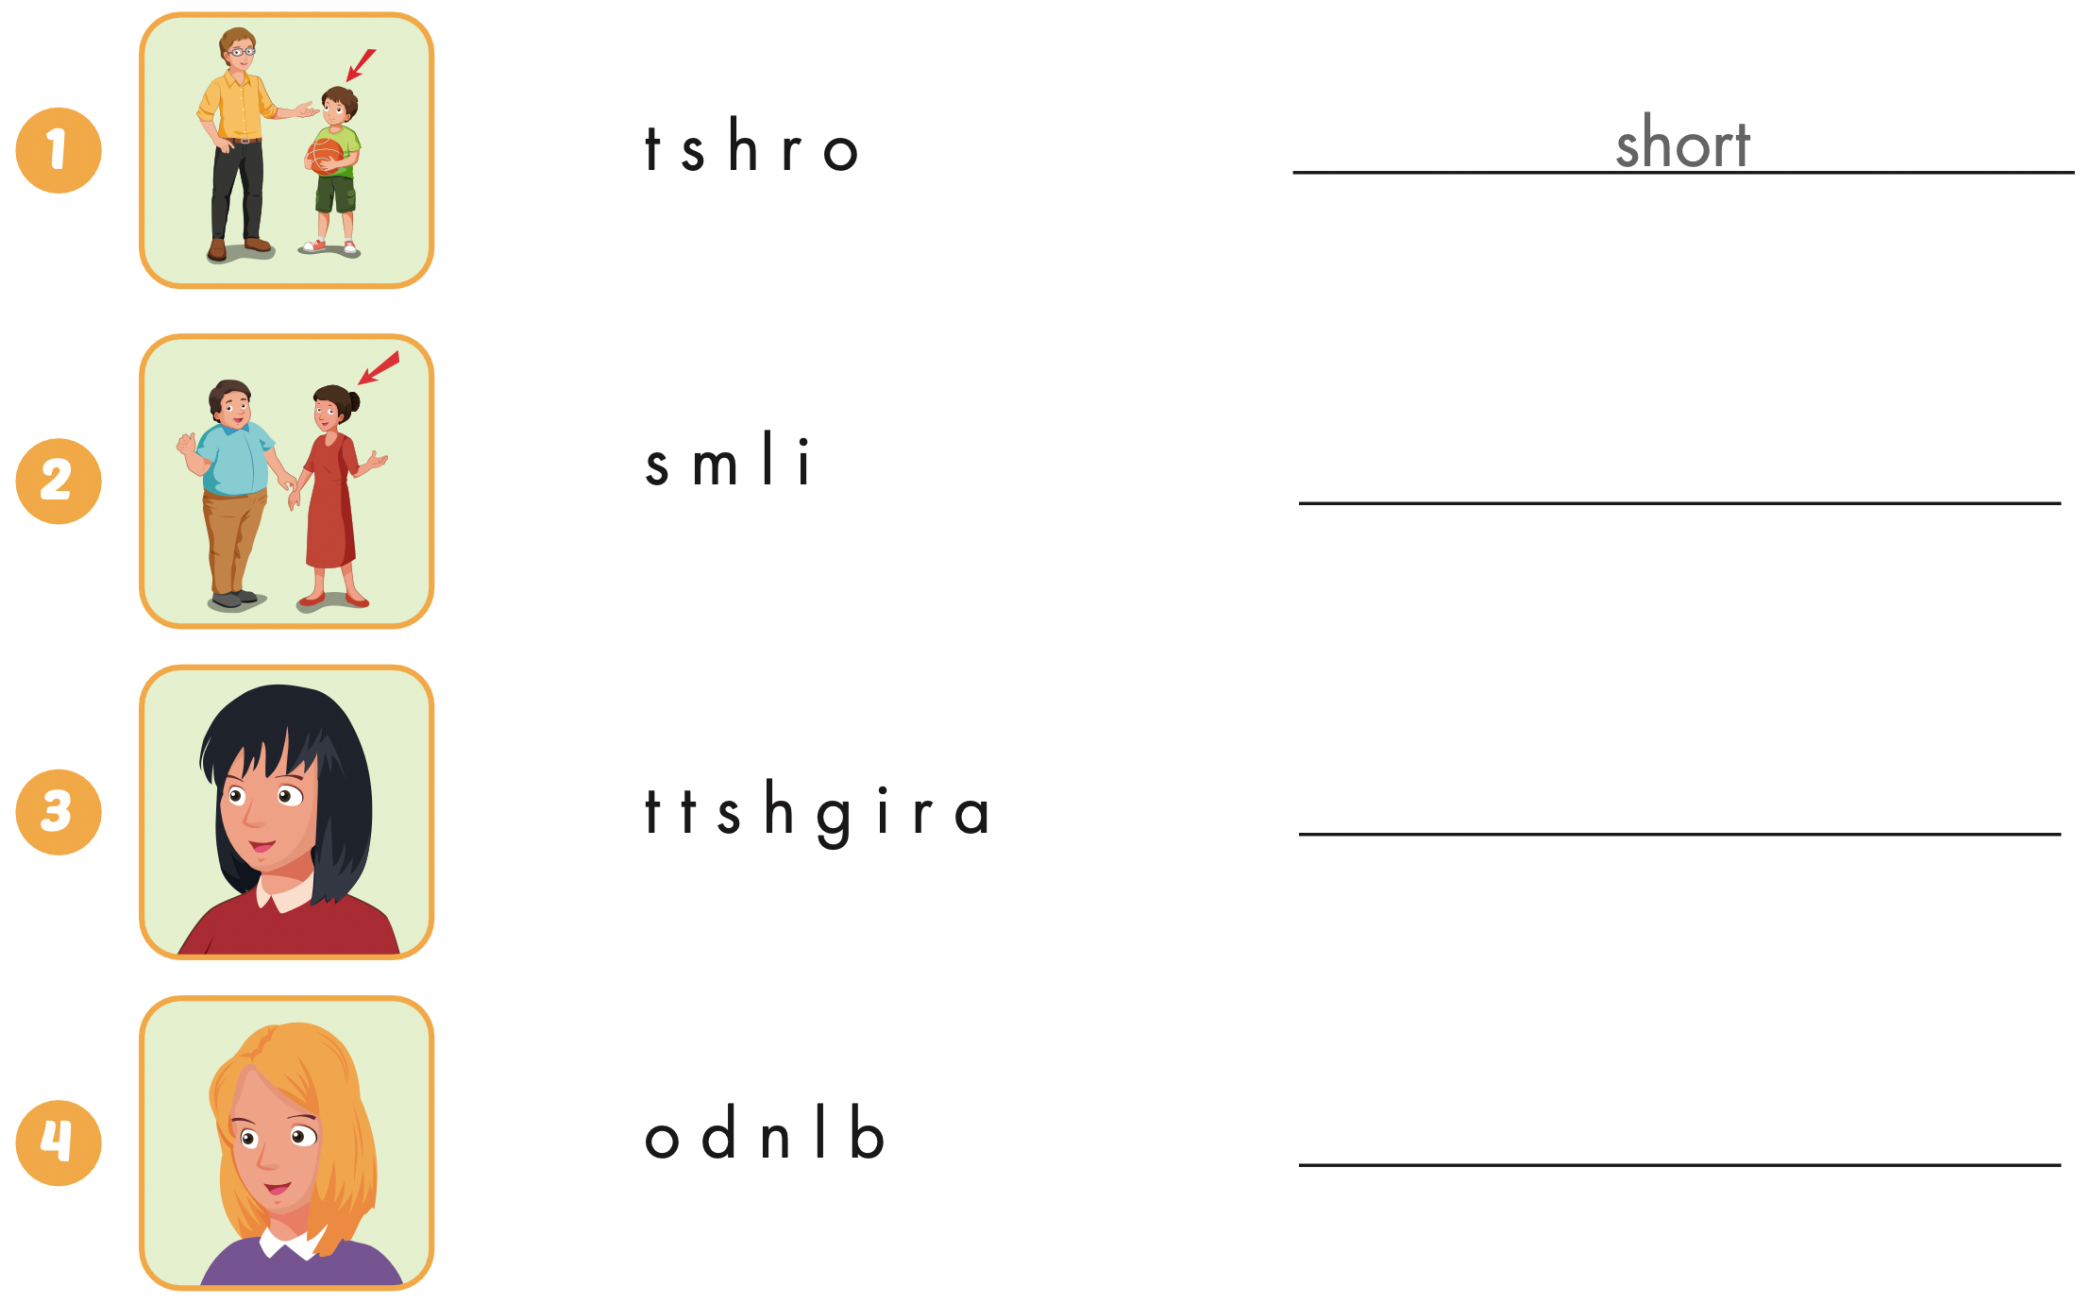 1 t s h r o short
2 s m l i
3 t t s h g i r a
4 o d n l b